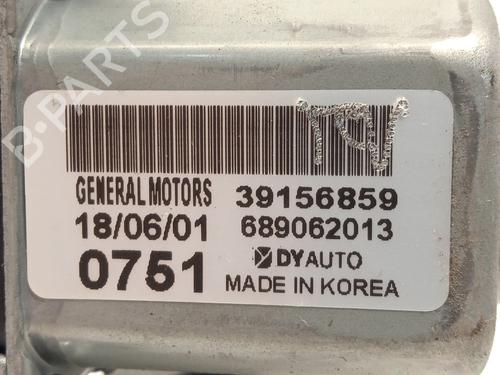 B-PARTS
GENERAL MOTORS 39156859
18/06/01 689062013
0751 DYAUTO
MADE IN KOREA